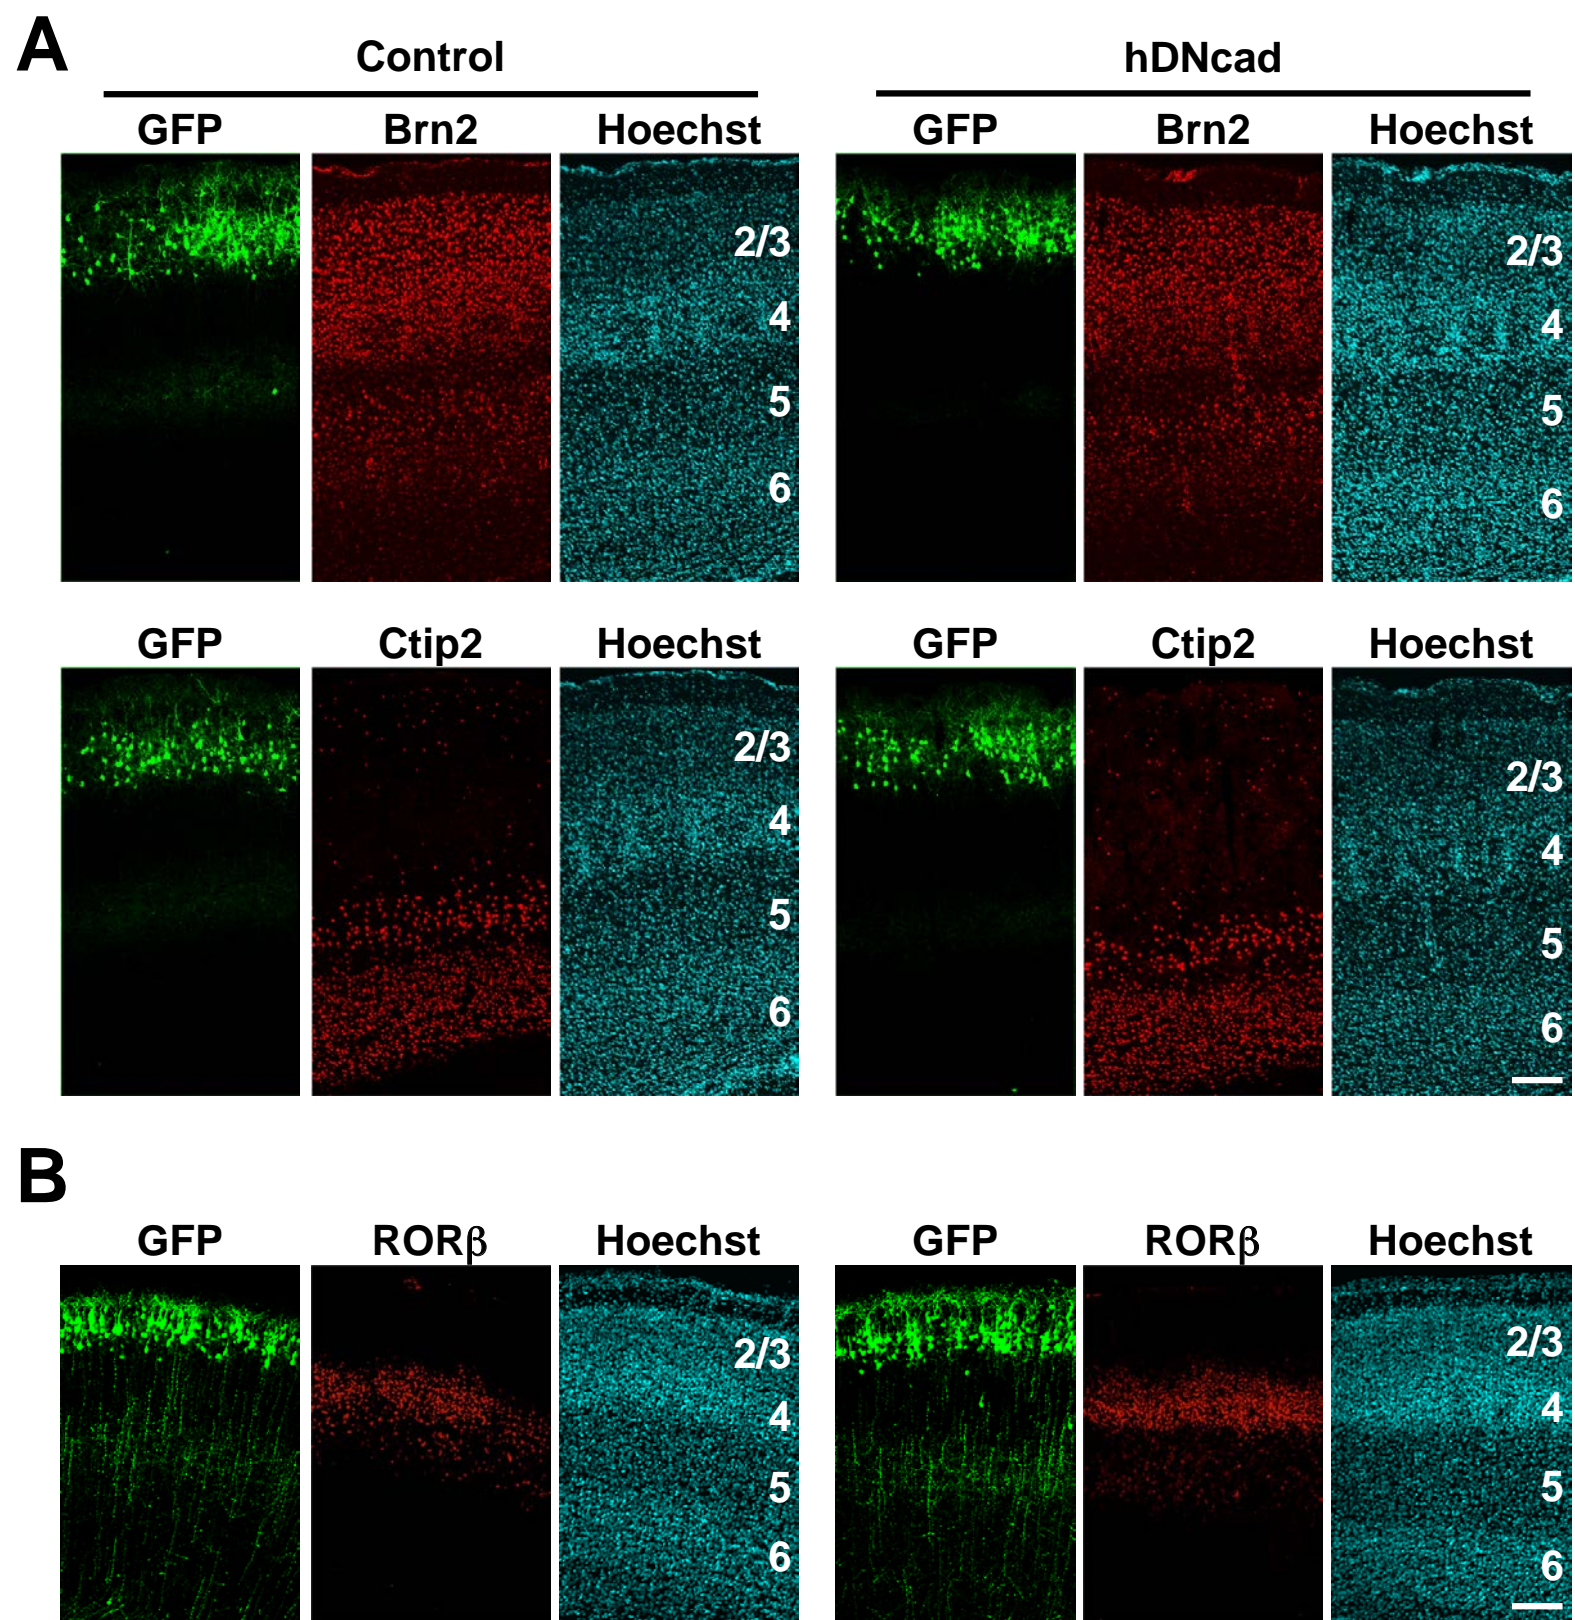 A
Control hDNcad
GFP Brn2 Hoechst GFP Brn2 Hoechst
2/3 2/3
4 4
5 5
6 6
GFP Ctip2 Hoechst GFP Ctip2 Hoechst
2/3 2/3
4 4
5 5
6 6
B
GFP RORβ Hoechst GFP RORβ Hoechst
2/3 2/3
4 4
5 5
6 6